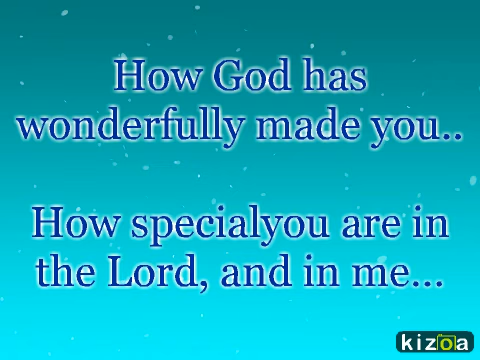 How God has
wonderfully made you..
How specialyou are in
the Lord, and in me...
kizoa